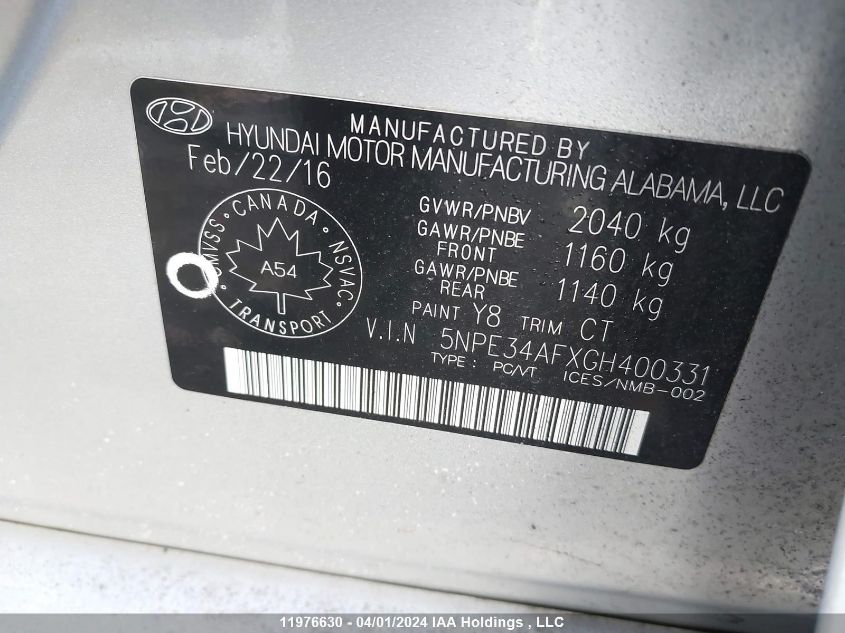 MANUFACTURED BY
HYUNDAI MOTOR MANUFACTURING ALABAMA, LLC
Feb/22/16
GVWR/PNBV 2040 kg
GAWR/PNBE FRONT 1160 kg
GAWR/PNBE REAR 1140 kg
PAINT Y8 TRIM CT
V.I.N 5NPE34AFXGH400331
TYPE: PC/VT ICES/NMB-002
CANADA
CMVSS · NSVAC
A54
TRANSPORT
11976630 - 04/01/2024 IAA Holdings , LLC